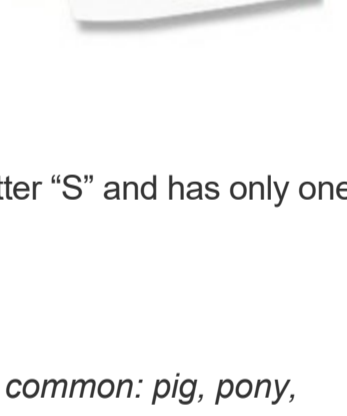 tter “S” and has only one
common: pig, pony,